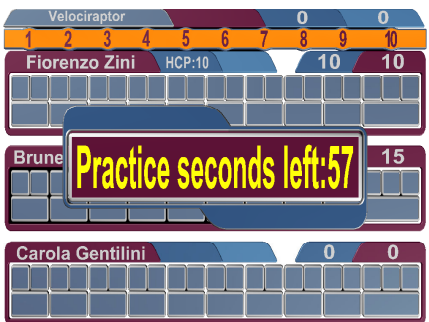 Velociraptor 0 0
1 2 3 4 5 6 7 8 9 10
Fiorenzo Zini HCP:10 10 10
Practice seconds left:57
Brune 15
Carola Gentilini 0 0